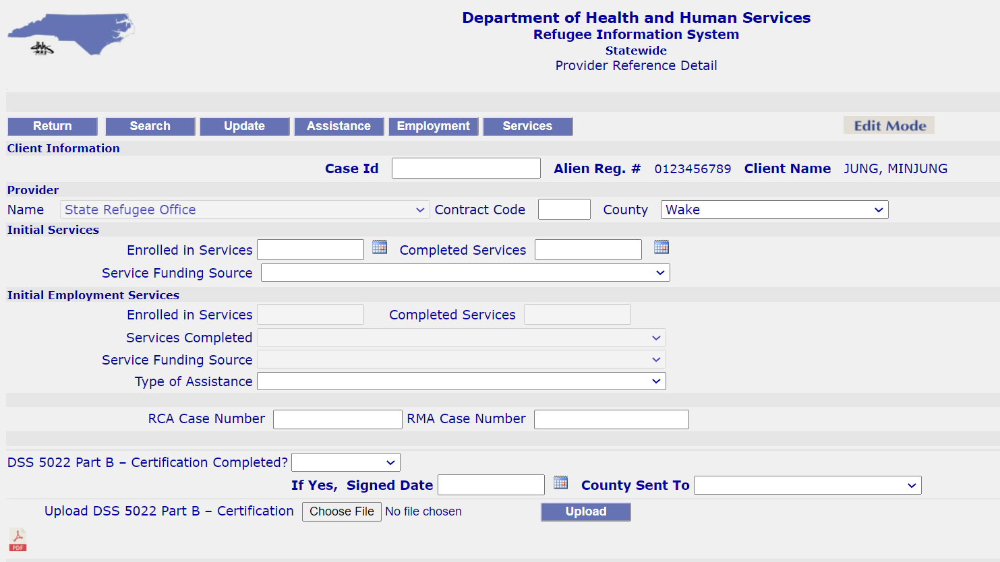 Department of Health and Human Services
Refugee Information System
Statewide
Provider Reference Detail
dhhs
Return Search Update Assistance Employment Services Edit Mode
Client Information
Case Id Alien Reg. # 0123456789 Client Name JUNG, MINJUNG
Provider
Name State Refugee Office Contract Code County Wake
Initial Services
Enrolled in Services Completed Services
Service Funding Source
Initial Employment Services
Enrolled in Services Completed Services
Services Completed
Service Funding Source
Type of Assistance
RCA Case Number RMA Case Number
DSS 5022 Part B – Certification Completed?
If Yes, Signed Date County Sent To
Upload DSS 5022 Part B – Certification Choose File No file chosen Upload
PDF